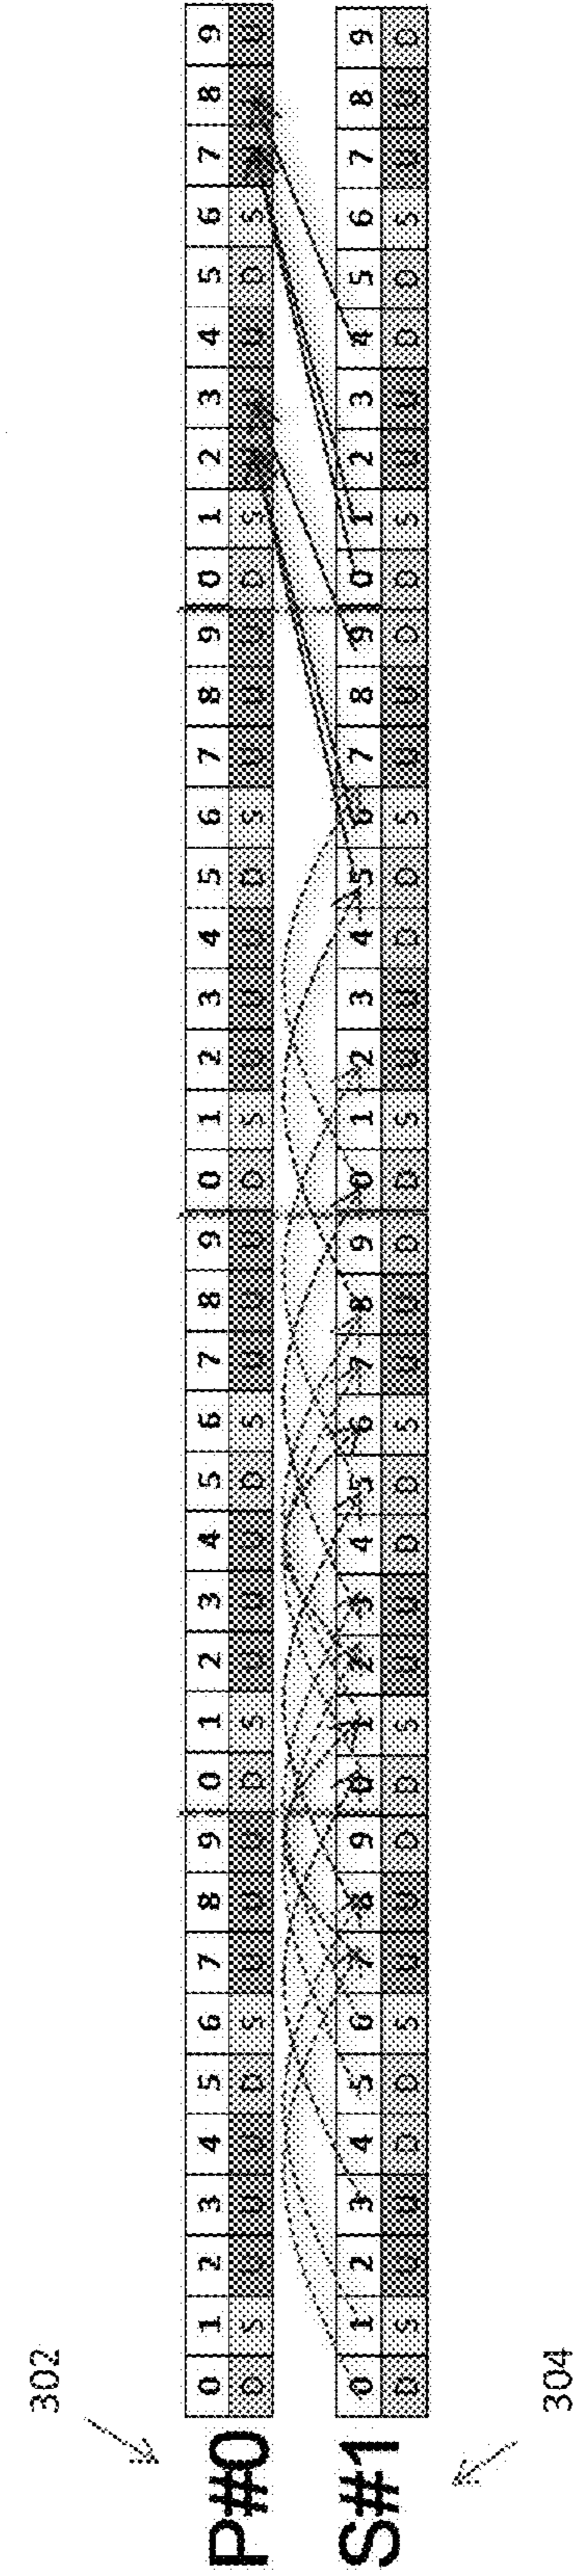 302
0 1 2 3 4 5 6 7 8 9 0 1 2 3 4 5 6 7 8 9 0 1 2 3 4 5 6 7 8 9 0 1 2 3 4 5 6 7 8 9
P#0 D S U U U D S U U U D S U U U D S U U U D S U U U D S U U U D S U D S U
0 1 2 3 4 5 6 7 8 9 0 1 2 3 4 5 6 7 8 9 0 1 2 3 4 5 6 7 8 9 0 1 2 3 4 5 6 7 8 9
S#1 D S U U D D S U U D D S U U D D S U U D D S U U D D S U U D D S U U D D S U U D
304